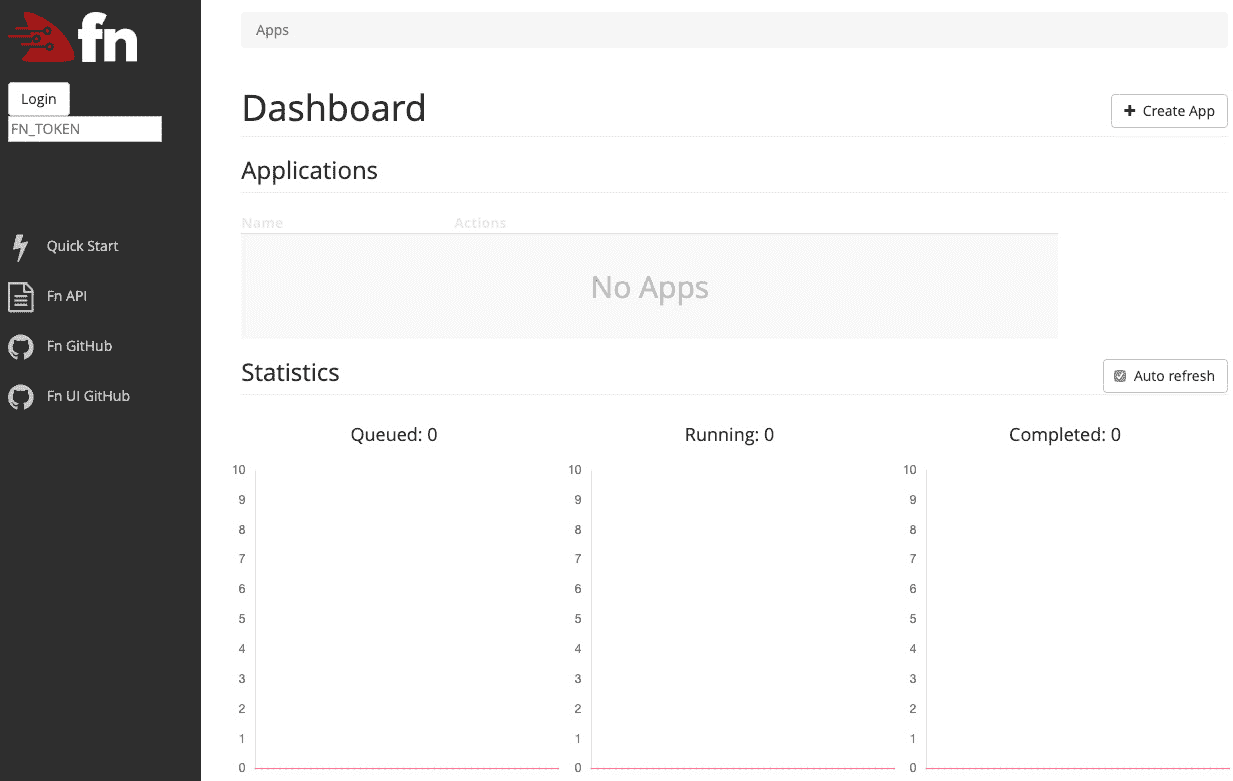 fn
Login
FN_TOKEN
Quick Start
Fn API
Fn GitHub
Fn UI GitHub
Apps
Dashboard
Create App
Applications
Name Actions
No Apps
Statistics
Auto refresh
Queued: 0
10
9
8
7
6
5
4
3
2
1
0
Running: 0
10
9
8
7
6
5
4
3
2
1
0
Completed: 0
10
9
8
7
6
5
4
3
2
1
0